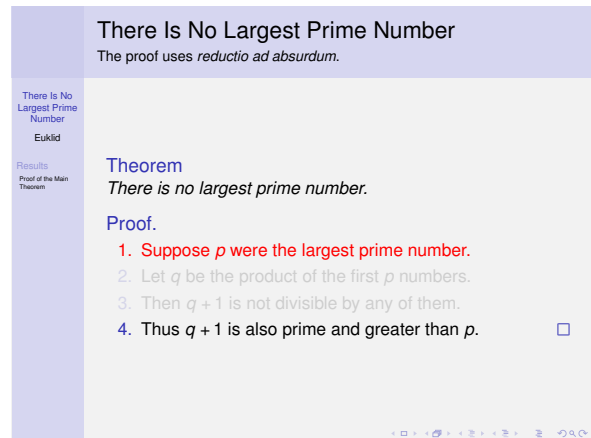 There Is No Largest Prime Number
The proof uses reductio ad absurdum.
There Is No
Largest Prime
Number
Euklid
Results
Proof of the Main
Theorem
Theorem
There is no largest prime number.
Proof.
1. Suppose p were the largest prime number.
2. Let q be the product of the first p numbers.
3. Then q + 1 is not divisible by any of them.
4. Thus q + 1 is also prime and greater than p. □